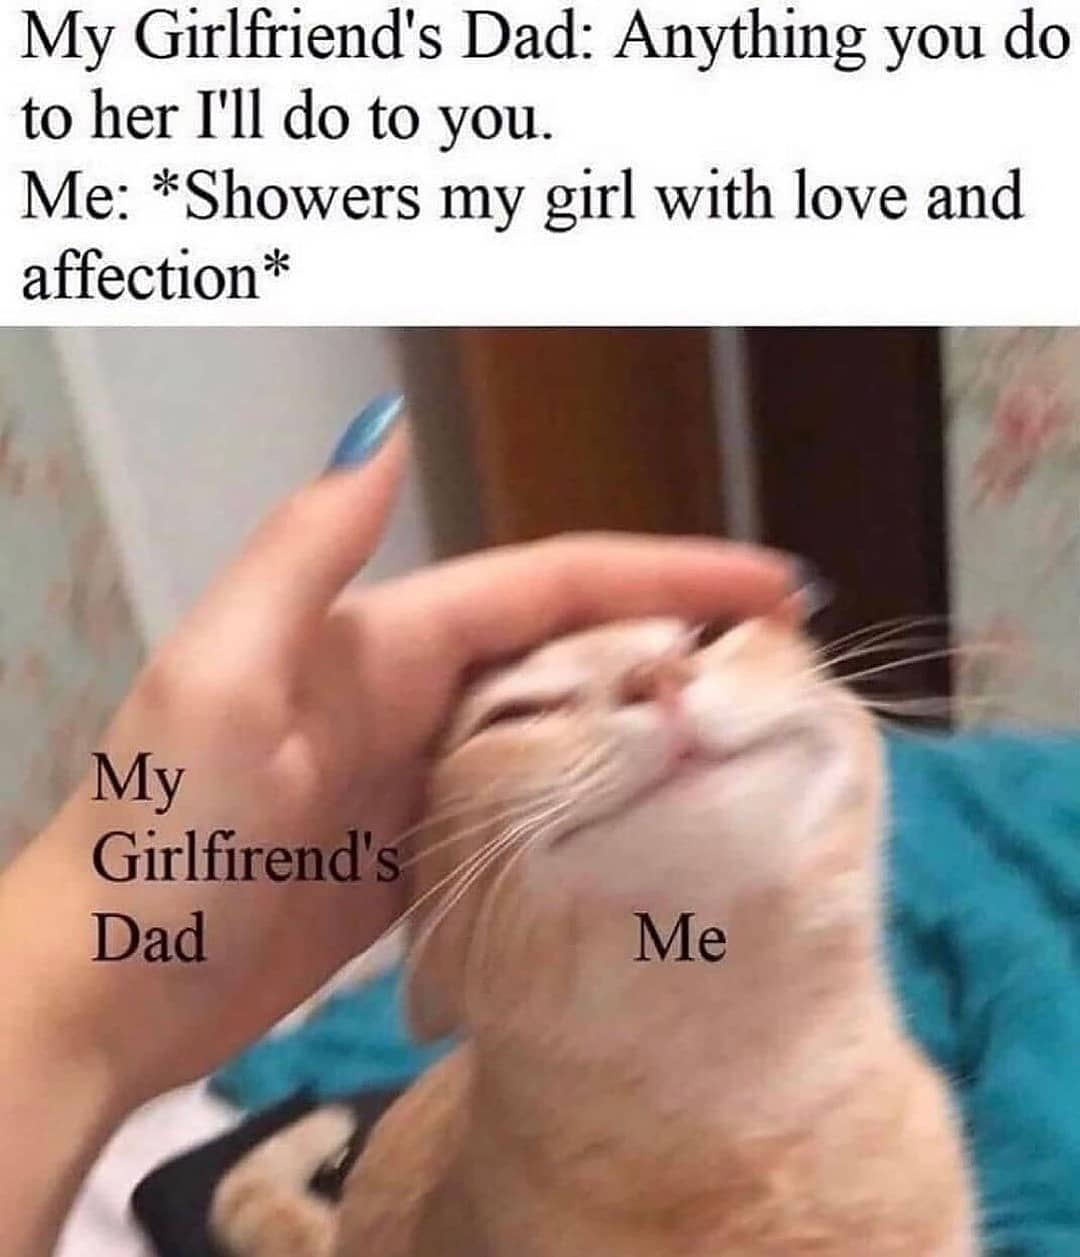 My Girlfriend's Dad: Anything you do
to her I'll do to you.
Me: *Showers my girl with love and
affection*
My
Girlfirend's
Dad
Me